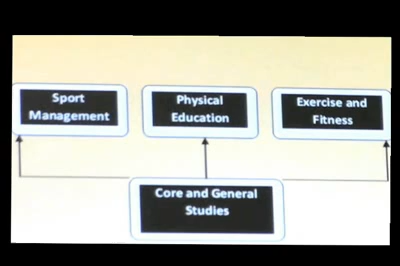 Sport
Management
Physical
Education
Exercise and
Fitness
Core and General
Studies